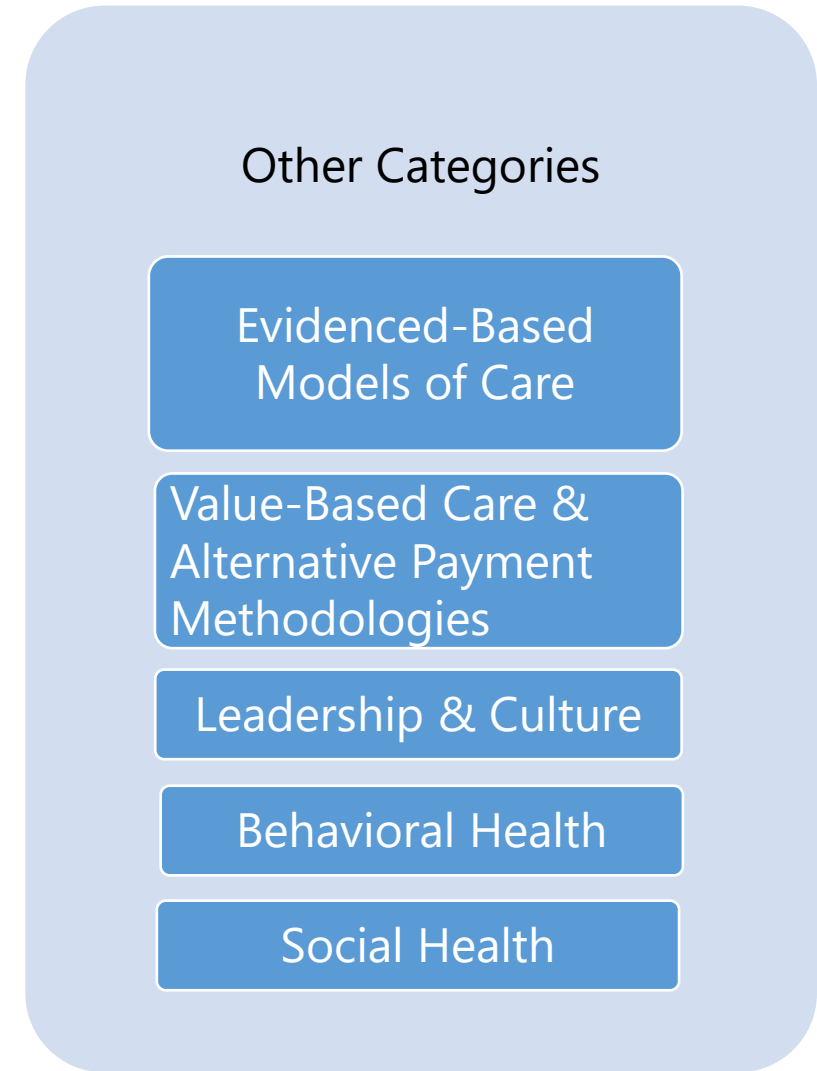 Other Categories
Evidenced-Based
Models of Care
Value-Based Care &
Alternative Payment
Methodologies
Leadership & Culture
Behavioral Health
Social Health